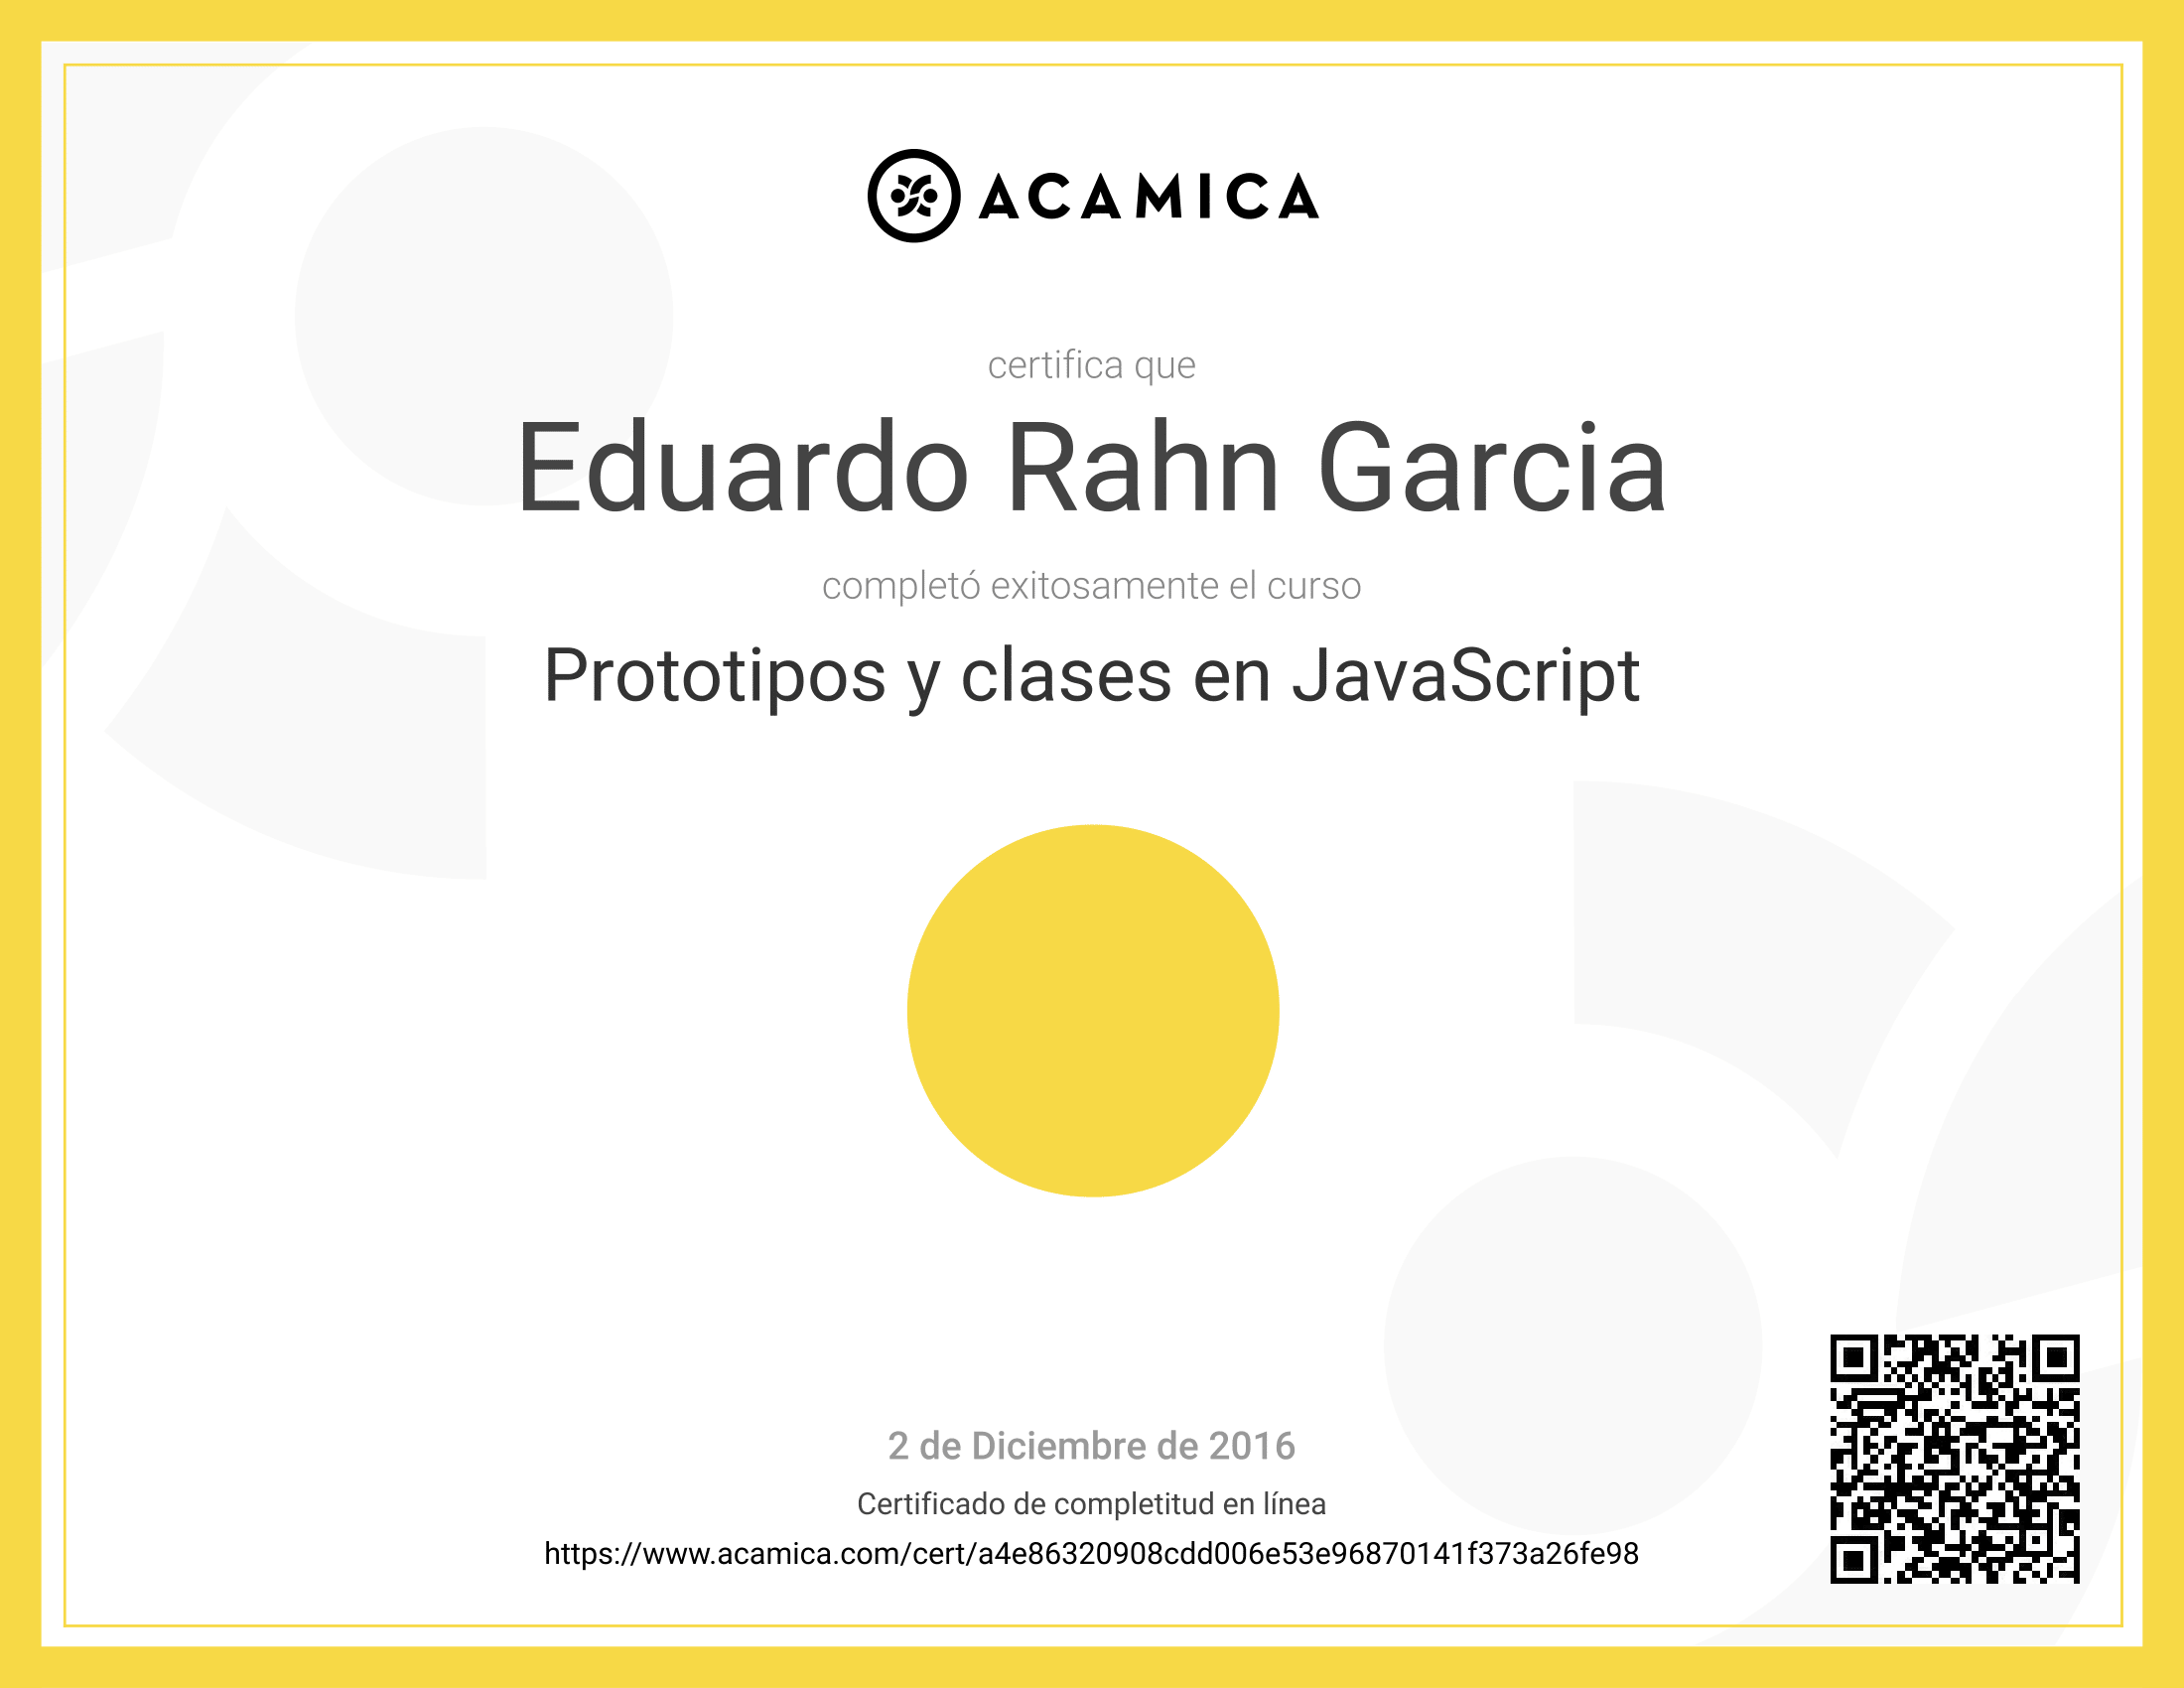 ACAMICA
certifica que
Eduardo Rahn Garcia
completó exitosamente el curso
Prototipos y clases en JavaScript
2 de Diciembre de 2016
Certificado de completitud en línea
https://www.acamica.com/cert/a4e86320908cdd006e53e96870141f373a26fe98